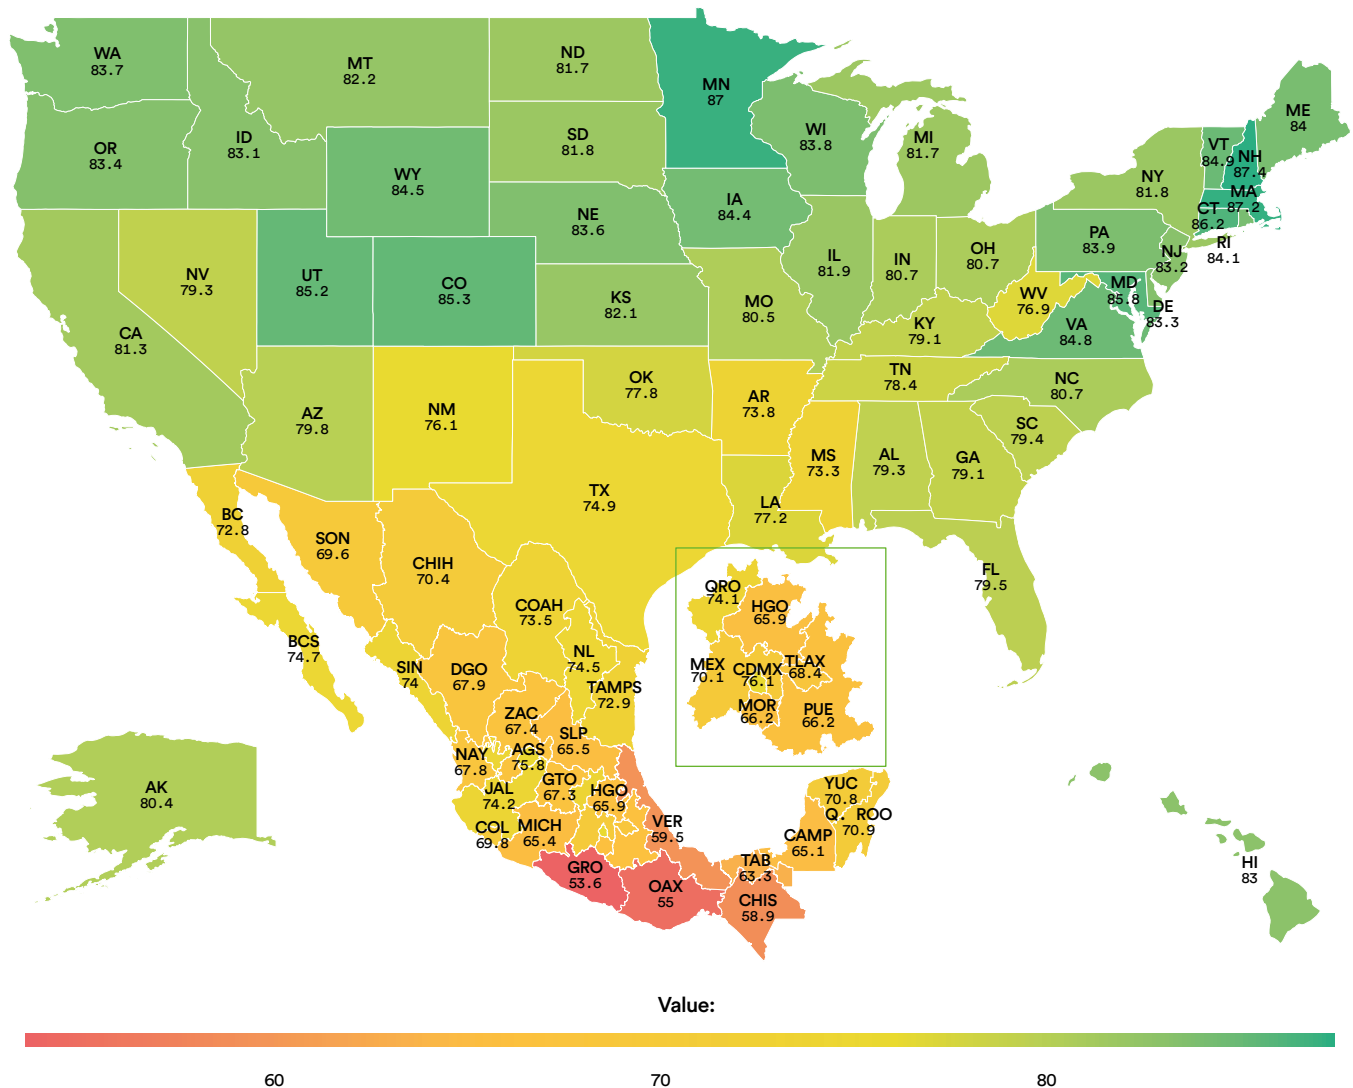 WA
83.7
MT
82.2
ND
81.7
MN
87
OR
83.4
ID
83.1
WY
84.5
SD
81.8
WI
83.8
MI
81.7
ME
84
VT
84.9
NH
87.4
NY
81.8
MA
87.2
CT
86.2
RI
84.1
NE
83.6
IA
84.4
PA
83.9
NJ
83.2
NV
79.3
UT
85.2
CO
85.3
KS
82.1
MO
80.5
IL
81.9
IN
80.7
OH
80.7
WV
76.9
MD
85.8
DE
83.3
CA
81.3
KY
79.1
VA
84.8
AZ
79.8
NM
76.1
OK
77.8
AR
73.8
TN
78.4
NC
80.7
SC
79.4
TX
74.9
LA
77.2
MS
73.3
AL
79.3
GA
79.1
FL
79.5
BC
72.8
SON
69.6
CHIH
70.4
COAH
73.5
BCS
74.7
SIN
74
DGO
67.9
NL
74.5
TAMPS
72.9
QRO
74.1
HGO
65.9
MEX
70.1
CDMX
76.1
TLAX
68.4
MOR
66.2
PUE
66.2
ZAC
67.4
SLP
65.5
NAY
67.8
AGS
75.8
JAL
74.2
GTO
67.3
HGO
65.9
COL
69.8
MICH
65.4
VER
59.5
YUC
70.8
Q. ROO
70.9
CAMP
65.1
TAB
63.3
GRO
53.6
OAX
55
CHIS
58.9
AK
80.4
HI
83
Value:
60 70 80